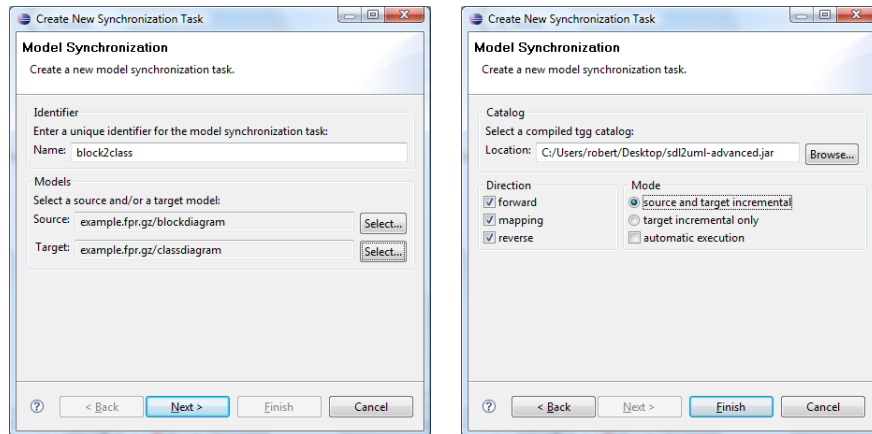 Create New Synchronization Task
Model Synchronization
Create a new model synchronization task.
Identifier
Enter a unique identifier for the model synchronization task:
Name: block2class
Models
Select a source and/or a target model:
Source: example.fpr.gz/blockdiagram Select...
Target: example.fpr.gz/classdiagram Select...
? < Back Next > Finish Cancel
Create New Synchronization Task
Model Synchronization
Create a new model synchronization task.
Catalog
Select a compiled tgg catalog:
Location: C:/Users/robert/Desktop/sdl2uml-advanced.jar Browse...
Direction Mode
forward source and target incremental
mapping target incremental only
reverse automatic execution
? < Back Next > Finish Cancel